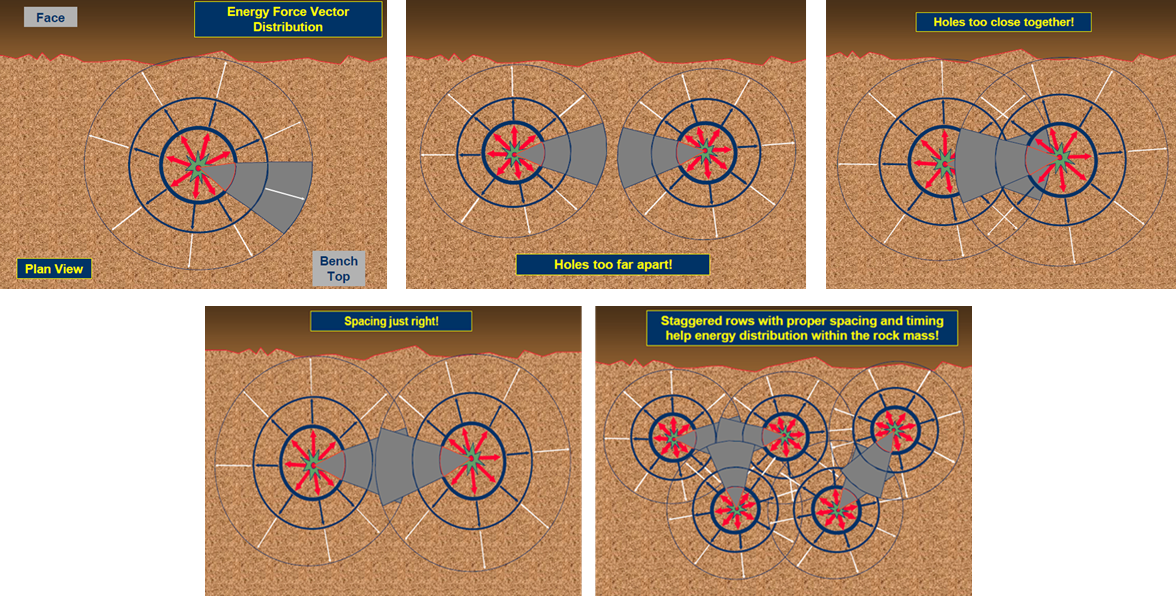 Face
Energy Force Vector
Distribution
Plan View
Bench
Top
Holes too far apart!
Holes too close together!
Spacing just right!
Staggered rows with proper spacing and timing
help energy distribution within the rock mass!